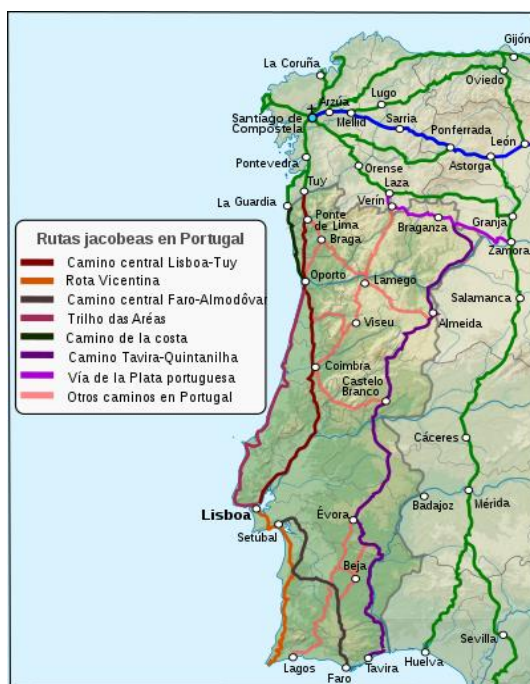 Gijón
La Coruña
Oviedo
Lugo
Arzúa
Santiago de
Compostela
Mellid
Sarria
Ponferrada
León
Pontevedra
Astorga
Orense
Tuy
Laza
La Guardia
Verín
Ponte
de Lima
Braganza
Granja
Braga
Zamora
Rutas jacobeas en Portugal
Camino central Lisboa-Tuy
Rota Vicentina
Camino central Faro-Almodôvar
Trilho das Aréas
Camino de la costa
Camino Tavira-Quintanilha
Vía de la Plata portuguesa
Otros caminos en Portugal
Oporto
Lamego
Salamanca
Viseu
Almeida
Coimbra
Castelo
Branco
Cáceres
Lisboa
Évora
Badajoz
Mérida
Setúbal
Beja
Sevilla
Lagos
Faro
Tavira
Huelva